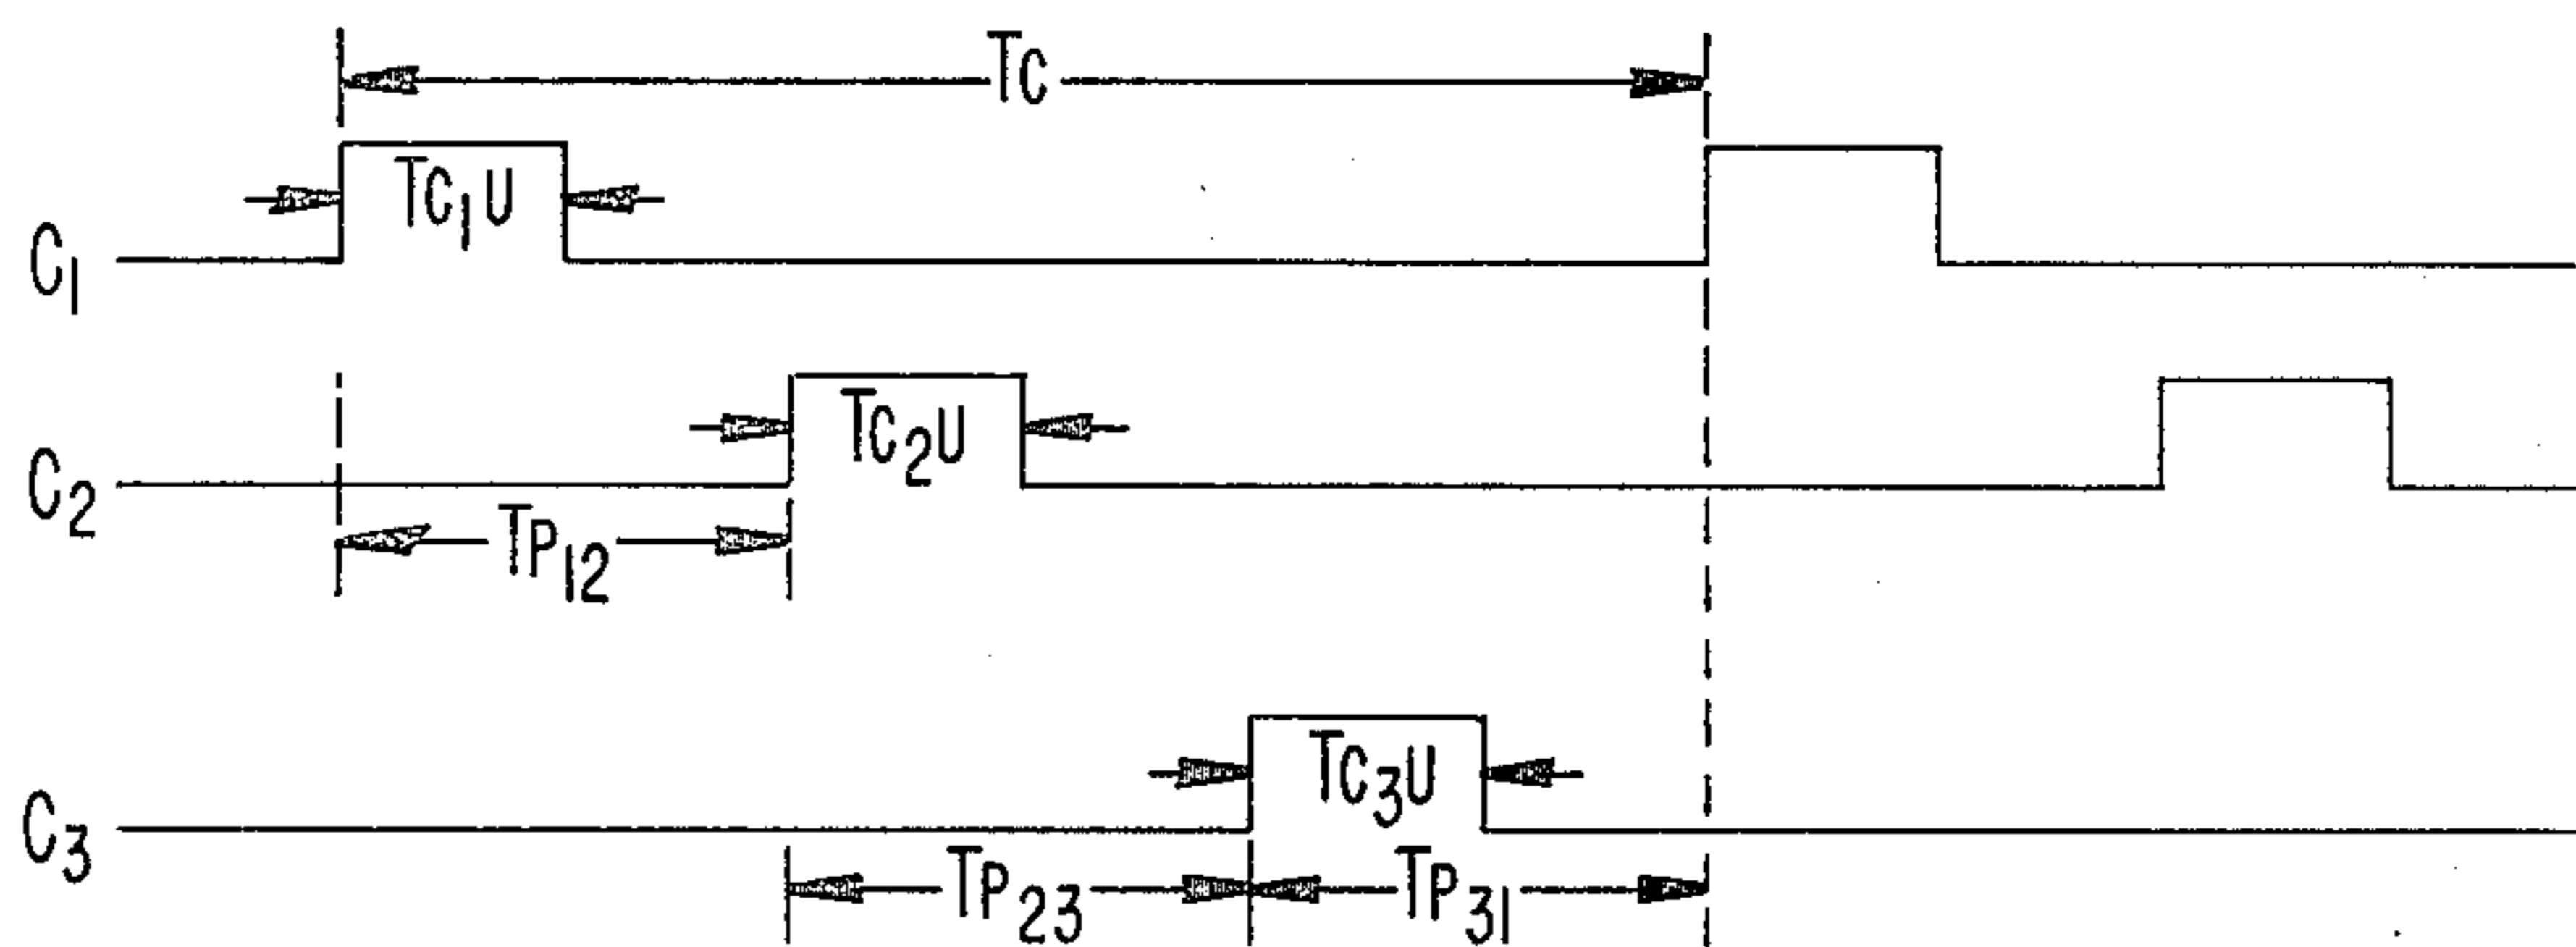 Tc
Tc₁U
C₁
Tc₂U
C₂
Tp₁₂
Tc₃U
C₃
Tp₂₃ Tp₃₁